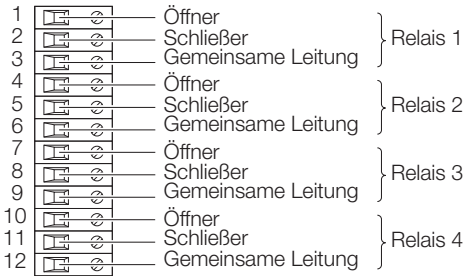 1 Öffner
2 Schließer Relais 1
3 Gemeinsame Leitung
4 Öffner
5 Schließer Relais 2
6 Gemeinsame Leitung
7 Öffner
8 Schließer Relais 3
9 Gemeinsame Leitung
10 Öffner
11 Schließer Relais 4
12 Gemeinsame Leitung